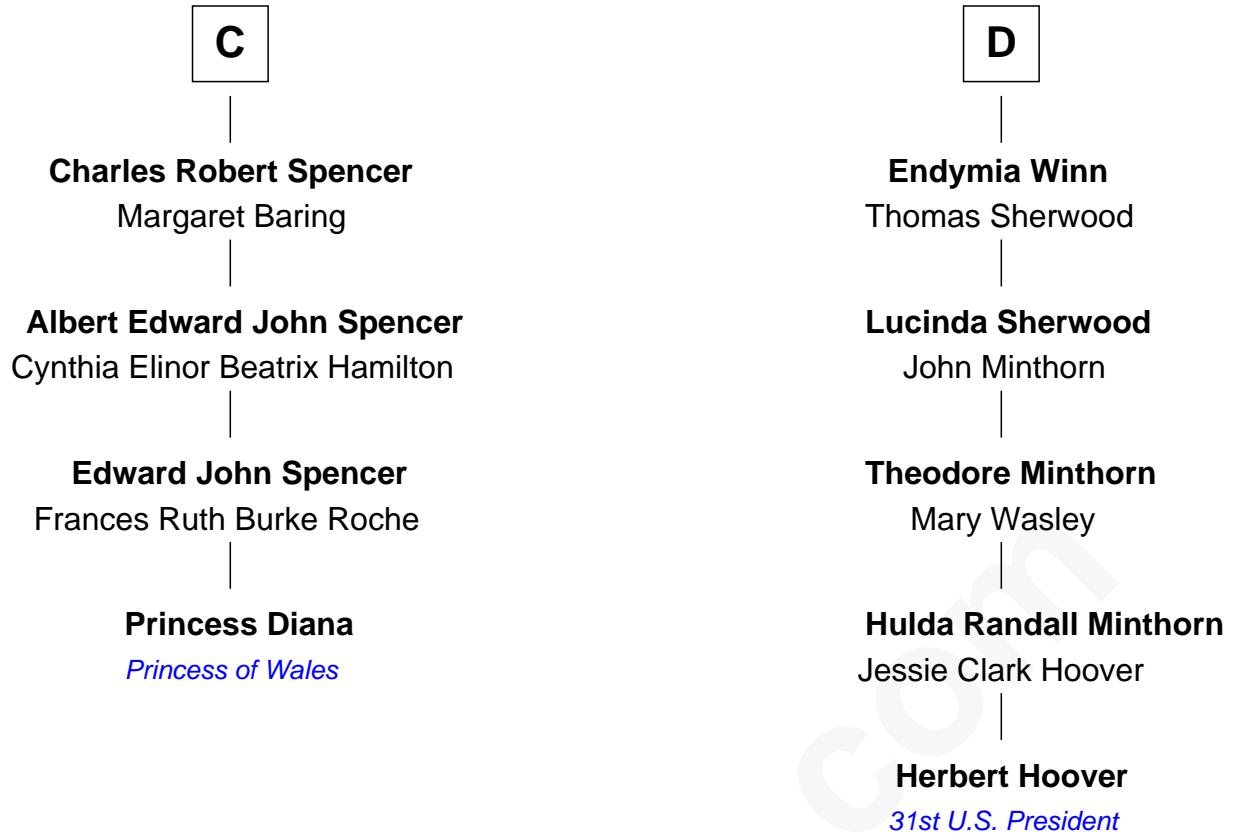 C
Charles Robert Spencer
Margaret Baring
Albert Edward John Spencer
Cynthia Elinor Beatrix Hamilton
Edward John Spencer
Frances Ruth Burke Roche
Princess Diana
Princess of Wales
D
Endymia Winn
Thomas Sherwood
Lucinda Sherwood
John Minthorn
Theodore Minthorn
Mary Wasley
Hulda Randall Minthorn
Jessie Clark Hoover
Herbert Hoover
31st U.S. President
com